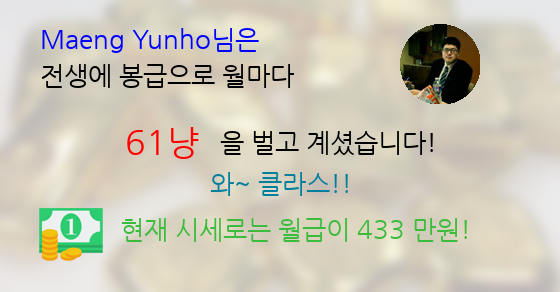 Maeng Yunho님은
전생에 봉급으로 월마다
61냥 을 벌고 계셨습니다!
와~ 클라스!!
1
현재 시세로는 월급이 433 만원!